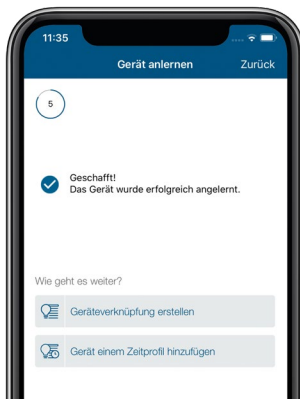 11:35
Gerät anlernen
Zurück
5
Geschafft!
Das Gerät wurde erfolgreich angelernt.
Wie geht es weiter?
Geräteverknüpfung erstellen
Gerät einem Zeitprofil hinzufügen